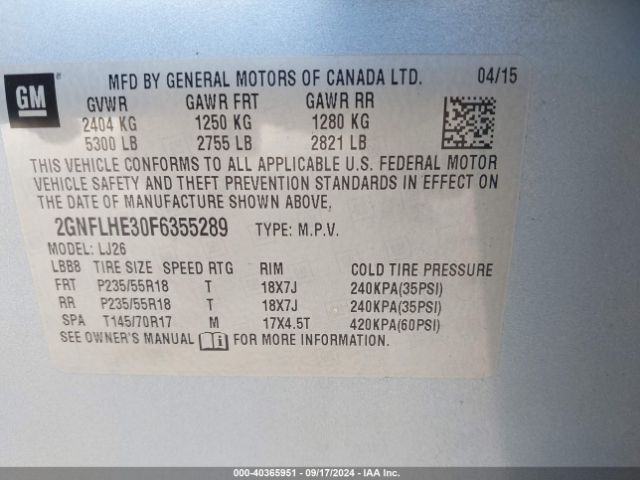 GM ®
MFD BY GENERAL MOTORS OF CANADA LTD. 04/15
GVWR GAWR FRT GAWR RR
2404 KG 1250 KG 1280 KG
5300 LB 2755 LB 2821 LB
THIS VEHICLE CONFORMS TO ALL APPLICABLE U.S. FEDERAL MOTOR
VEHICLE SAFETY AND THEFT PREVENTION STANDARDS IN EFFECT ON
THE DATE OF MANUFACTURE SHOWN ABOVE,
2GNFLHE30F6355289 TYPE: M.P.V.
MODEL: LJ26
LBB8 TIRE SIZE SPEED RTG RIM COLD TIRE PRESSURE
FRT P235/55R18 T 18X7J 240KPA(35PSI)
RR P235/55R18 T 18X7J 240KPA(35PSI)
SPA T145/70R17 M 17X4.5T 420KPA(60PSI)
SEE OWNER'S MANUAL i FOR MORE INFORMATION.
000-40365951 - 09/17/2024 - IAA Inc.